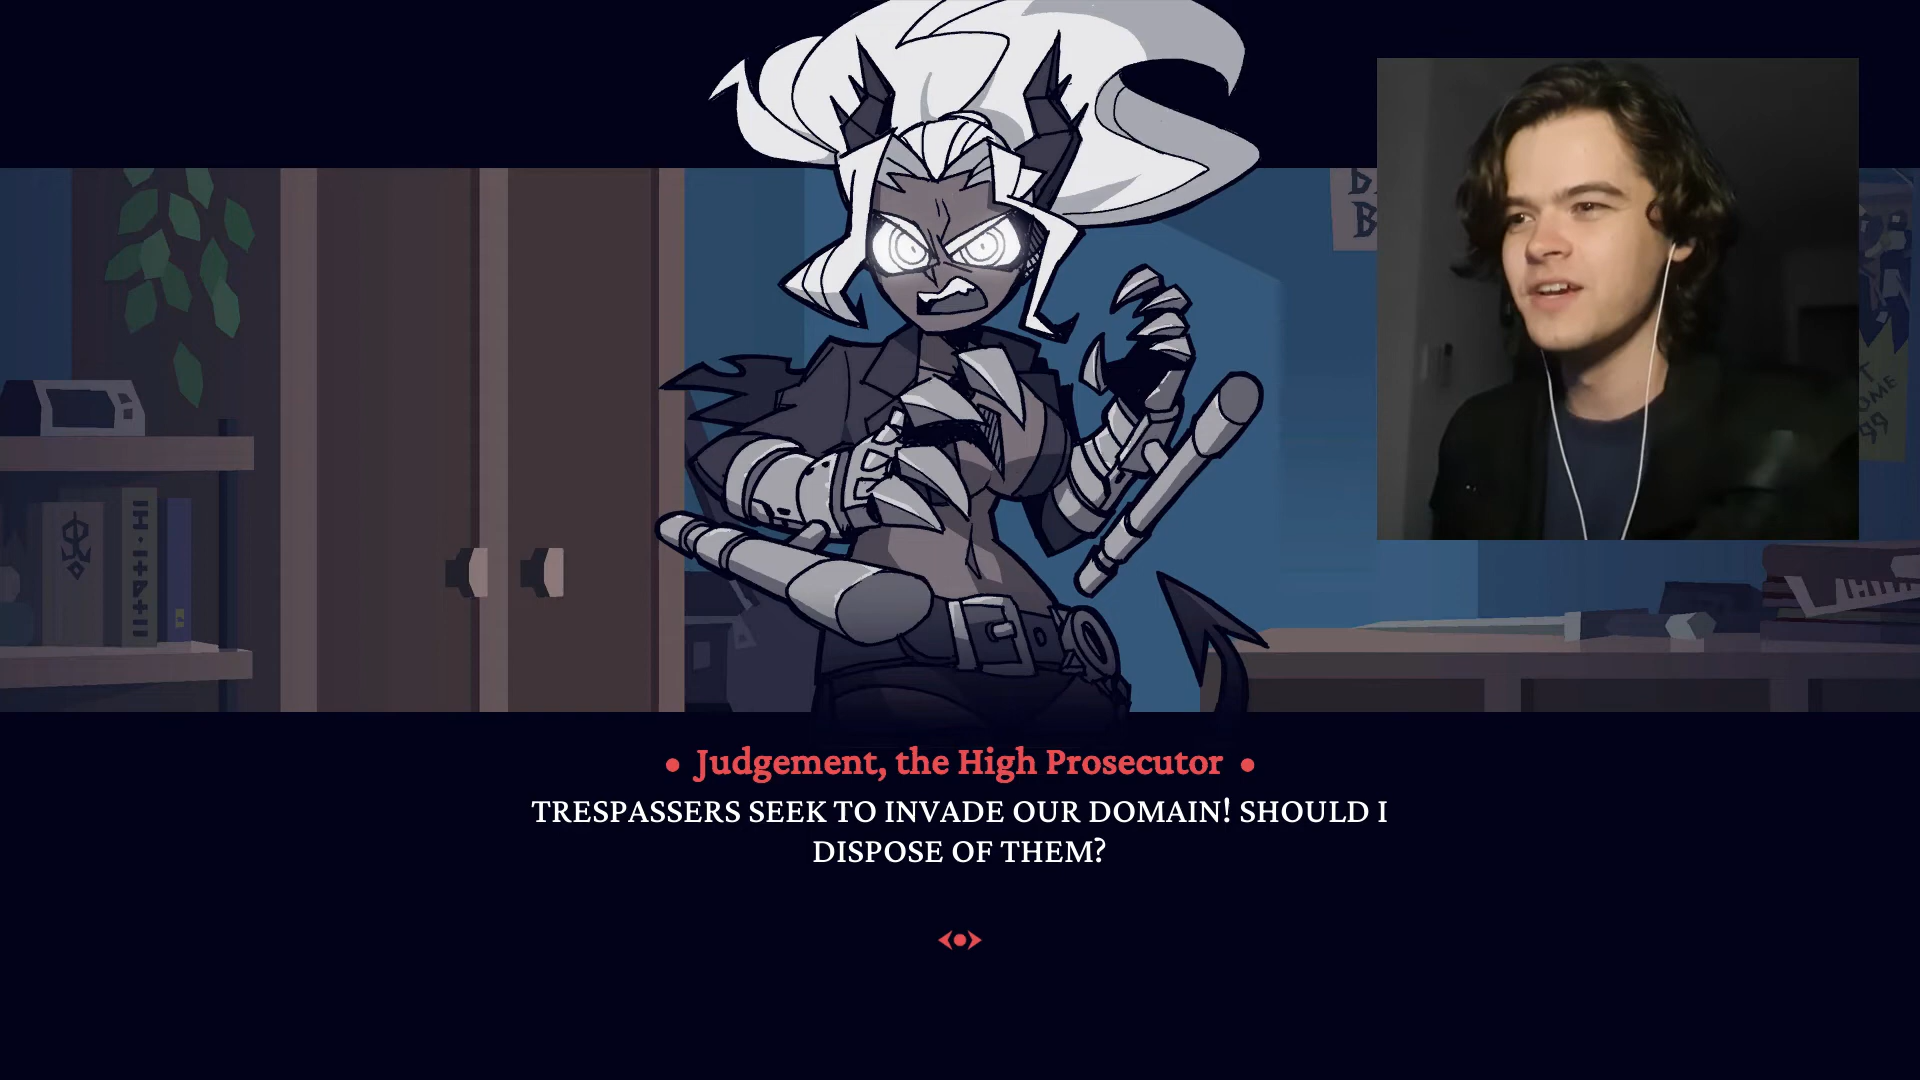 • Judgement, the High Prosecutor •
TRESPASSERS SEEK TO INVADE OUR DOMAIN! SHOULD I
DISPOSE OF THEM?